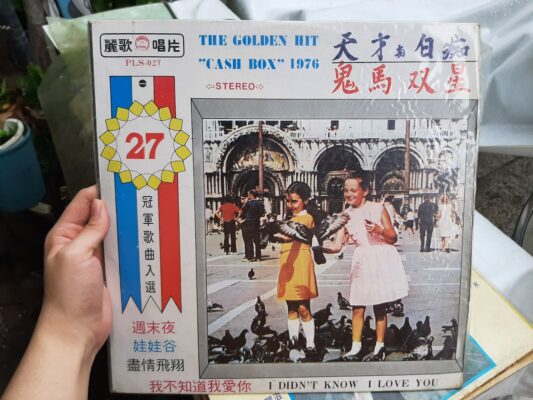 麗歌唱片
PLS-027
THE GOLDEN HIT
"CASH BOX" 1976
⇦STEREO⇨
天才与白痴
鬼馬双星
27
冠軍歌曲入選
週末夜
娃娃谷
盡情飛翔
我不知道我愛你 I DIDN'T KNOW I LOVE YOU